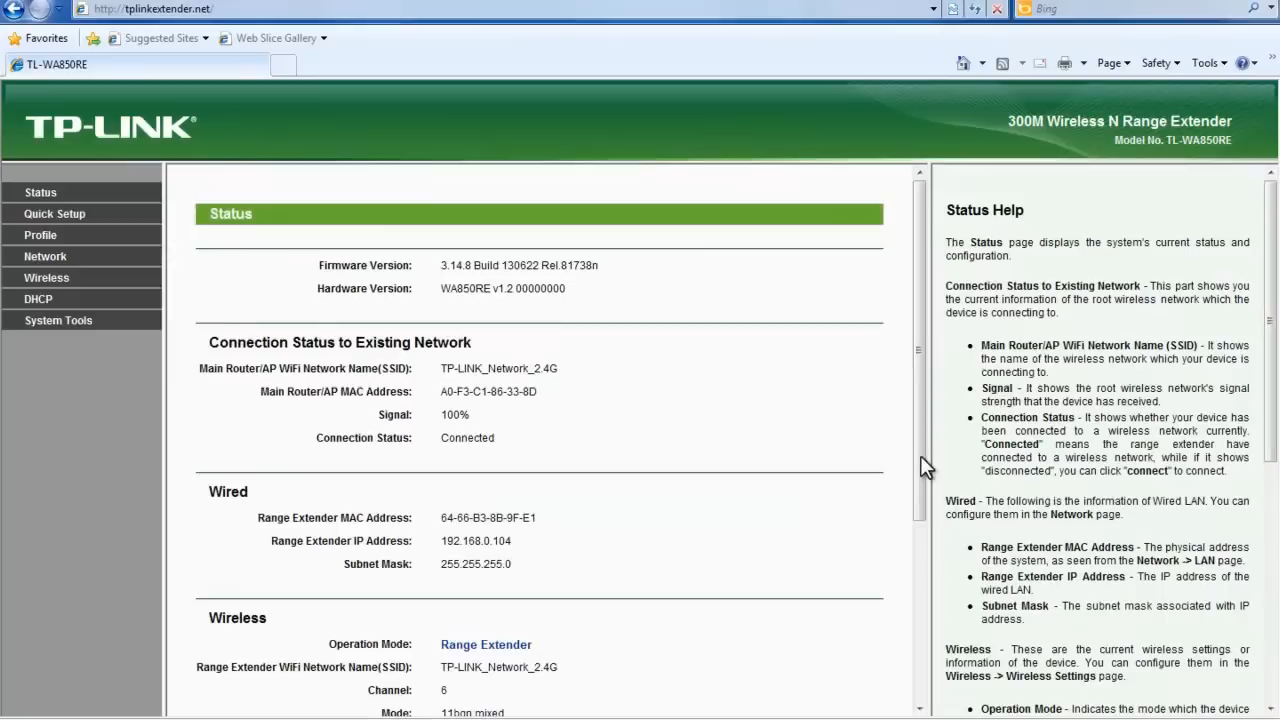 http://tplinkextender.net/
Bing
Favorites
Suggested Sites
Web Slice Gallery
TL-WA850RE
Page
Safety
Tools
TP-LINK®
300M Wireless N Range Extender
Model No. TL-WA850RE
Status
Quick Setup
Profile
Network
Wireless
DHCP
System Tools
Status
Firmware Version: 3.14.8 Build 130622 Rel.81738n
Hardware Version: WA850RE v1.2 00000000
Connection Status to Existing Network
Main Router/AP WiFi Network Name(SSID): TP-LINK_Network_2.4G
Main Router/AP MAC Address: A0-F3-C1-86-33-8D
Signal: 100%
Connection Status: Connected
Wired
Range Extender MAC Address: 64-66-B3-8B-9F-E1
Range Extender IP Address: 192.168.0.104
Subnet Mask: 255.255.255.0
Wireless
Operation Mode: Range Extender
Range Extender WiFi Network Name(SSID): TP-LINK_Network_2.4G
Channel: 6
Mode: 11bgn mixed
Status Help
The Status page displays the system's current status and
configuration.
Connection Status to Existing Network - This part shows you
the current information of the root wireless network which the
device is connecting to.
Main Router/AP WiFi Network Name (SSID) - It shows
the name of the wireless network which your device is
connecting to.
Signal - It shows the root wireless network's signal
strength that the device has received.
Connection Status - It shows whether your device has
been connected to a wireless network currently.
"Connected" means the range extender have
connected to a wireless network, while if it shows
"disconnected", you can click "connect" to connect.
Wired - The following is the information of Wired LAN. You can
configure them in the Network page.
Range Extender MAC Address - The physical address
of the system, as seen from the Network -> LAN page.
Range Extender IP Address - The IP address of the
wired LAN.
Subnet Mask - The subnet mask associated with IP
address.
Wireless - These are the current wireless settings or
information of the device. You can configure them in the
Wireless -> Wireless Settings page.
Operation Mode - Indicates the mode which the device